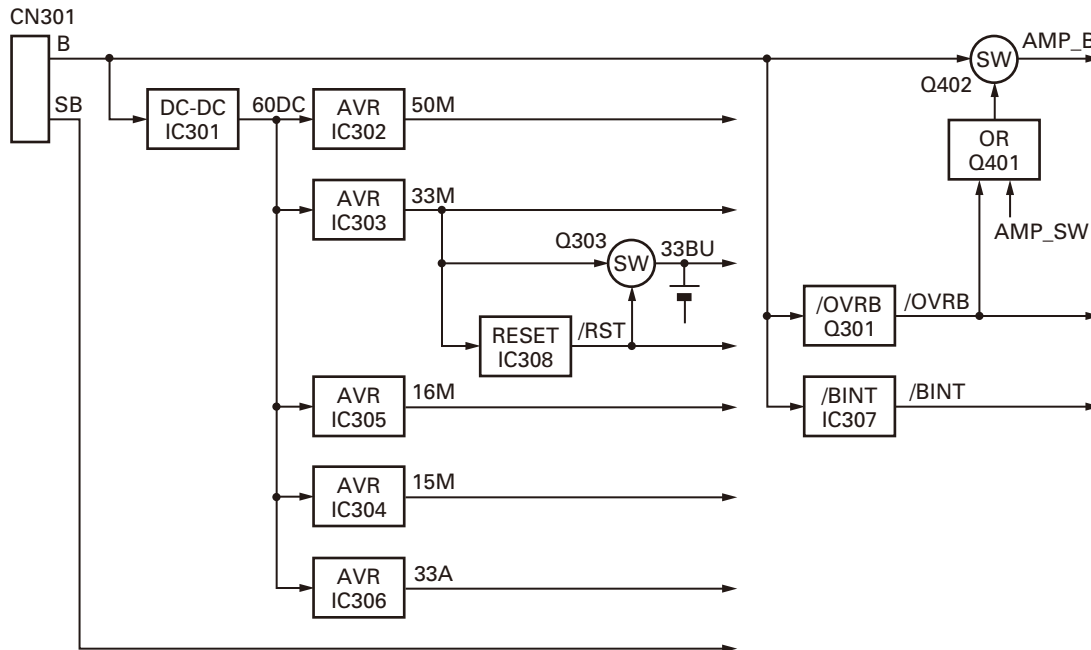 CN301
B
SB
DC-DC
IC301
60DC
AVR
IC302
50M
AVR
IC303
33M
Q303
SW
33BU
RESET
IC308
/RST
AVR
IC305
16M
AVR
IC304
15M
AVR
IC306
33A
SW
AMP_B
Q402
OR
Q401
AMP_SW
/OVRB
Q301
/OVRB
/BINT
IC307
/BINT